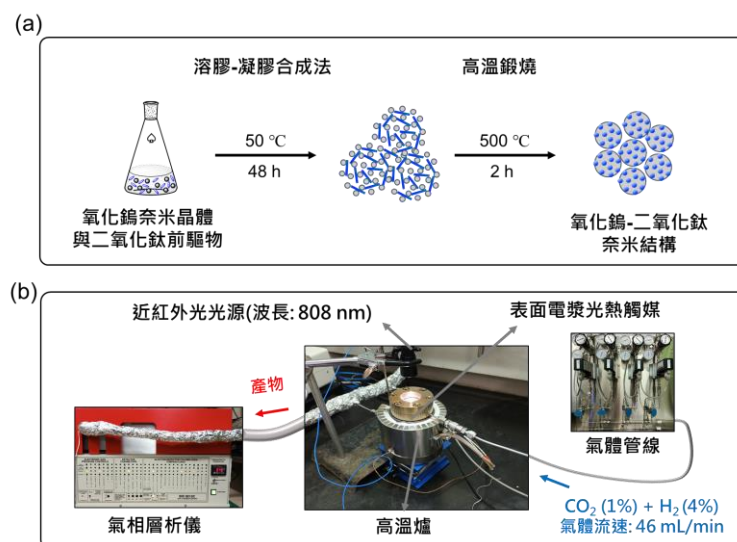 (a)
溶膠-凝膠合成法
高溫鍛燒
50 ℃
48 h
500 ℃
2 h
氧化鎢奈米晶體
與二氧化鈦前驅物
氧化鎢-二氧化鈦
奈米結構
(b)
近紅外光光源(波長: 808 nm)
表面電漿光熱觸媒
產物
氣體管線
氣相層析儀
高溫爐
CO₂ (1%) + H₂ (4%)
氣體流速: 46 mL/min